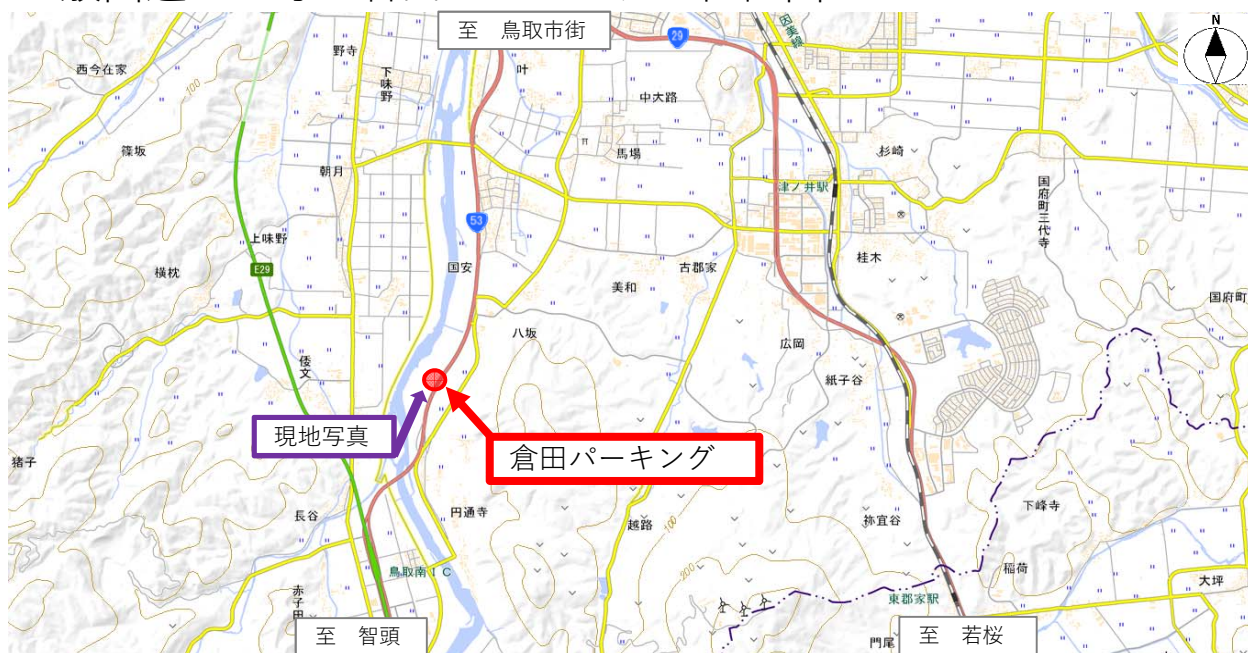 至 鳥取市街
29
因美線
N
野寺
叶
西今在家
下味野
中大路
篠坂
馬場
杉崎
朝月
津ノ井駅
国府町三代寺
53
上味野
E29
国安
古郡家
桂木
横枕
美和
国府町
八坂
広岡
倭文
紙子谷
現地写真
倉田パーキング
猪子
長谷
円通寺
越路
100
100
200
祢宜谷
下峰寺
鳥取南IC
稲荷
大坪
赤子田
東郡家駅
至 智頭
門尾
至 若桜